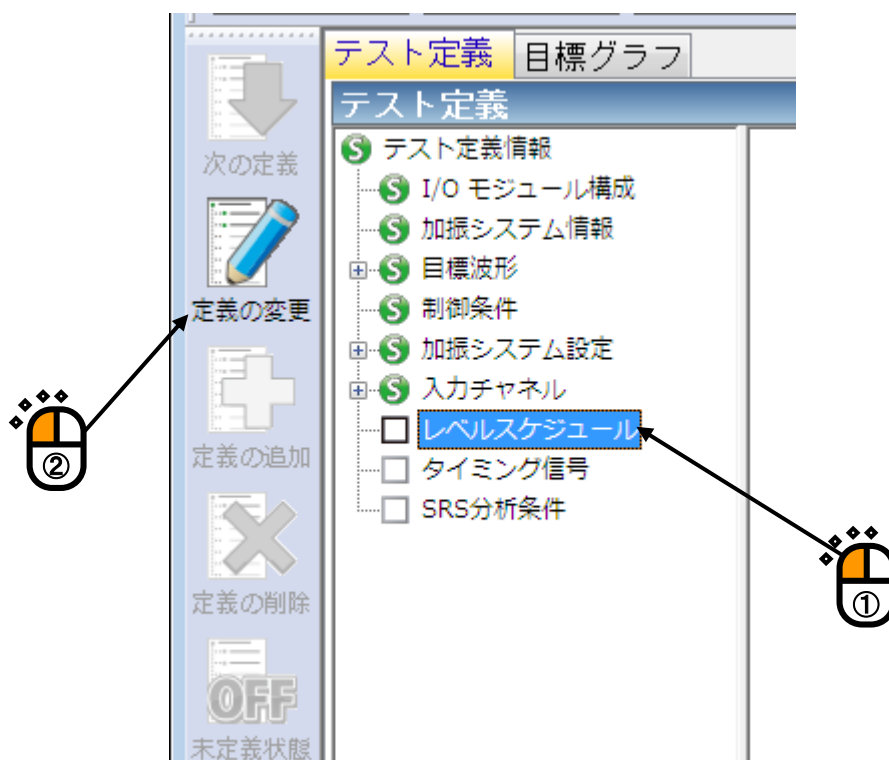 テスト定義
目標グラフ
テスト定義
次の定義
定義の変更
定義の追加
定義の削除
OFF
未定義状態
S テスト定義情報
S I/O モジュール構成
S 加振システム情報
S 目標波形
S 制御条件
S 加振システム設定
S 入力チャネル
レベルスケジュール
タイミング信号
SRS分析条件
②
①